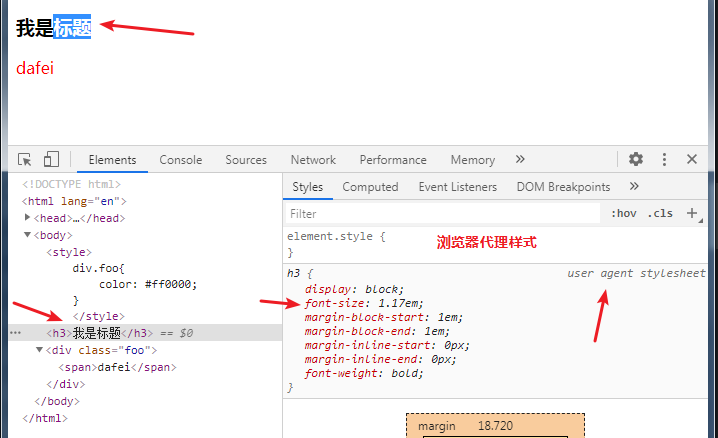 我是标题
dafei
Elements Console Sources Network Performance Memory »
<!DOCTYPE html>
<html lang="en">
<head>…</head>
<body>
<style>
div.foo{
color: #ff0000;
}
</style>
<h3>我是标题</h3> == $0
<div class="foo">
<span>dafei</span>
</div>
</body>
</html>
Styles Computed Event Listeners DOM Breakpoints »
Filter :hov .cls +
element.style {
浏览器代理样式
}
h3 { user agent stylesheet
display: block;
font-size: 1.17em;
margin-block-start: 1em;
margin-block-end: 1em;
margin-inline-start: 0px;
margin-inline-end: 0px;
font-weight: bold;
}
margin 18.720